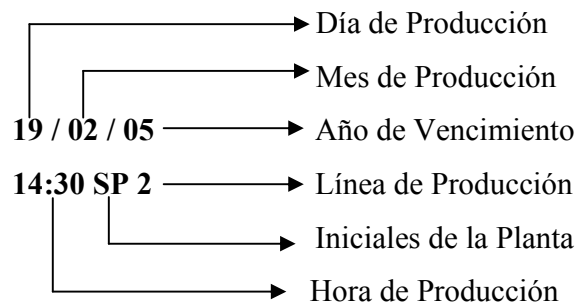 Día de Producción
Mes de Producción
19 / 02 / 05 Año de Vencimiento
14:30 SP 2 Línea de Producción
Iniciales de la Planta
Hora de Producción